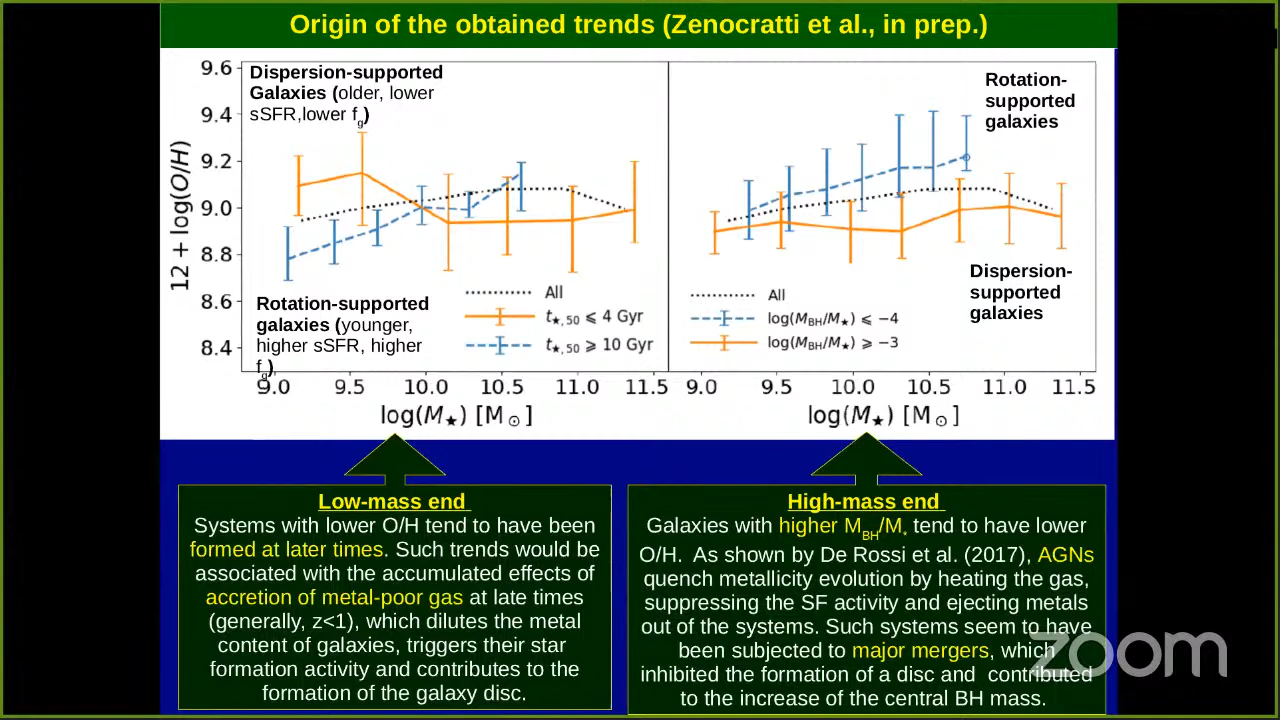 Origin of the obtained trends (Zenocratti et al., in prep.)
9.6
9.4
9.2
9.0
8.8
8.6
8.4
12 + log(O/H)
Dispersion-supported
Galaxies (older, lower
sSFR,lower fg)
Rotation-supported
galaxies (younger,
higher sSFR, higher
fg)
All
t★, 50 ⩽ 4 Gyr
t★, 50 ⩾ 10 Gyr
9.0 9.5 10.0 10.5 11.0 11.5
log(M★) [M⊙]
Rotation-
supported
galaxies
Dispersion-
supported
galaxies
All
log(MBH/M★) ⩽ −4
log(MBH/M★) ⩾ −3
9.0 9.5 10.0 10.5 11.0 11.5
log(M★) [M⊙]
Low-mass end
Systems with lower O/H tend to have been
formed at later times. Such trends would be
associated with the accumulated effects of
accretion of metal-poor gas at late times
(generally, z<1), which dilutes the metal
content of galaxies, triggers their star
formation activity and contributes to the
formation of the galaxy disc.
High-mass end
Galaxies with higher MBH/M* tend to have lower
O/H. As shown by De Rossi et al. (2017), AGNs
quench metallicity evolution by heating the gas,
suppressing the SF activity and ejecting metals
out of the systems. Such systems seem to have
been subjected to major mergers, which
inhibited the formation of a disc and contributed
to the increase of the central BH mass.
zoom